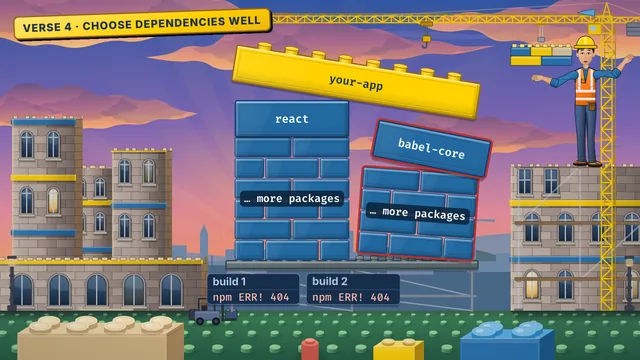 VERSE 4 · CHOOSE DEPENDENCIES WELL
your-app
react
babel-core
… more packages
… more packages
build 1
npm ERR! 404
build 2
npm ERR! 404